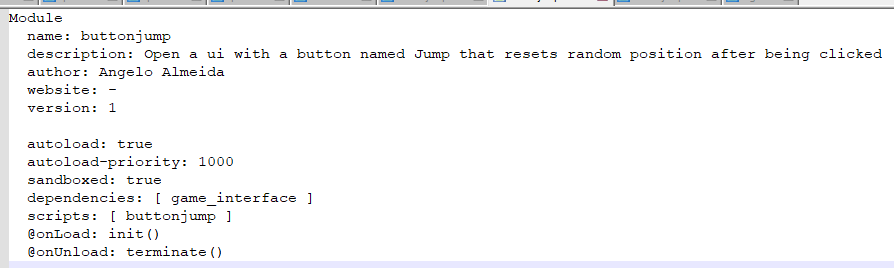 Module
name: buttonjump
description: Open a ui with a button named Jump that resets random position after being clicked
author: Angelo Almeida
website: -
version: 1
autoload: true
autoload-priority: 1000
sandboxed: true
dependencies: [ game_interface ]
scripts: [ buttonjump ]
@onLoad: init()
@onUnload: terminate()